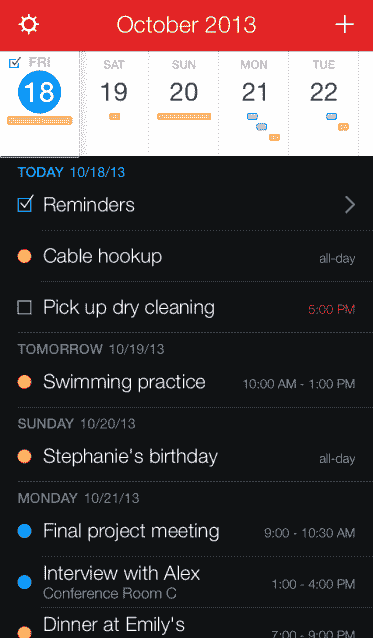 October 2013
FRI SAT SUN MON TUE
18 19 20 21 22
TODAY 10/18/13
Reminders
Cable hookup all-day
Pick up dry cleaning 5:00 PM
TOMORROW 10/19/13
Swimming practice 10:00 AM - 1:00 PM
SUNDAY 10/20/13
Stephanie's birthday all-day
MONDAY 10/21/13
Final project meeting 9:00 - 10:30 AM
Interview with Alex 1:00 - 4:00 PM
Conference Room C
Dinner at Emily's 7:00 - 9:00 PM